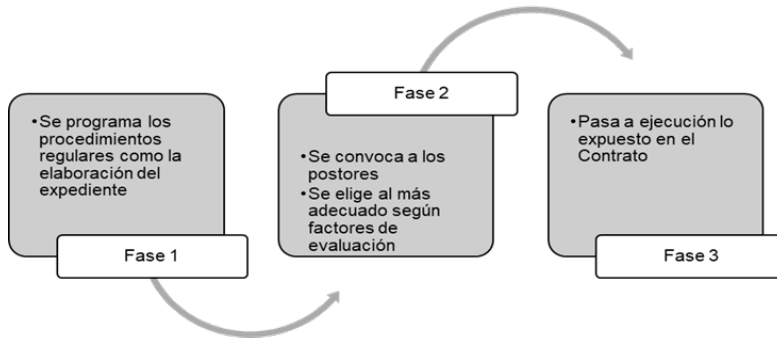 •Se programa los
procedimientos
regulares como la
elaboración del
expediente
Fase 1
Fase 2
•Se convoca a los
postores
•Se elige al más
adecuado según
factores de
evaluación
•Pasa a ejecución lo
expuesto en el
Contrato
Fase 3